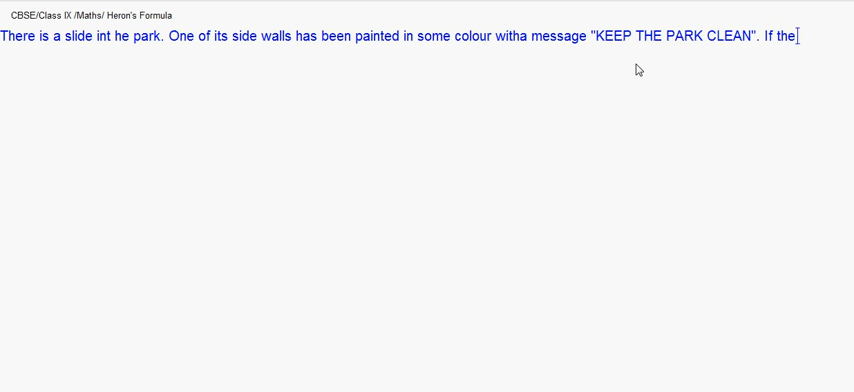 CBSE/Class IX /Maths/ Heron's Formula
There is a slide int he park. One of its side walls has been painted in some colour witha message "KEEP THE PARK CLEAN". If the